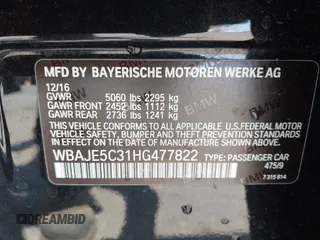 MFD BY BAYERISCHE MOTOREN WERKE AG
12/16
GVWR 5060 lbs 2295 kg
GAWR FRONT 2452 lbs 1112 kg
GAWR REAR 2736 lbs 1241 kg
THIS VEHICLE CONFORMS TO ALL APPLICABLE FEDERAL
MOTOR VEHICLE SAFETY, BUMPER, AND THEFT PREVENTION
STANDARDS IN EFFECT ON THE DATE OF MANUFACTURE
SHOWN ABOVE.
WBAJE5C31HG477822 TYPE: PASSENGER CAR
475/9
7 315 814
DREAMBID